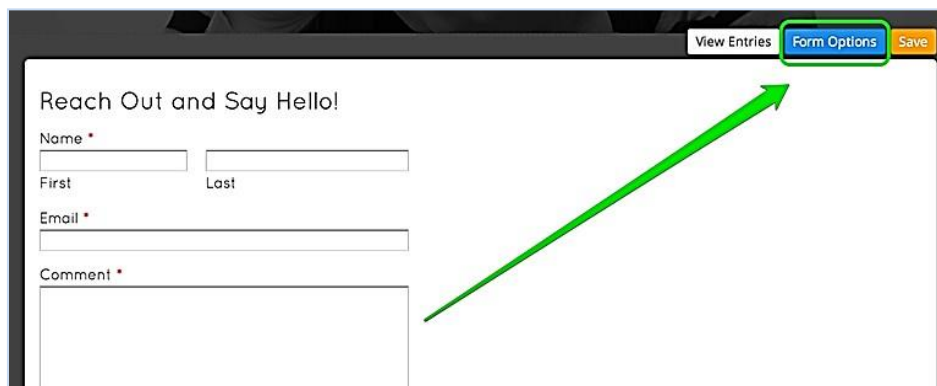 View Entries Form Options Save
Reach Out and Say Hello!
Name *
First Last
Email *
Comment *